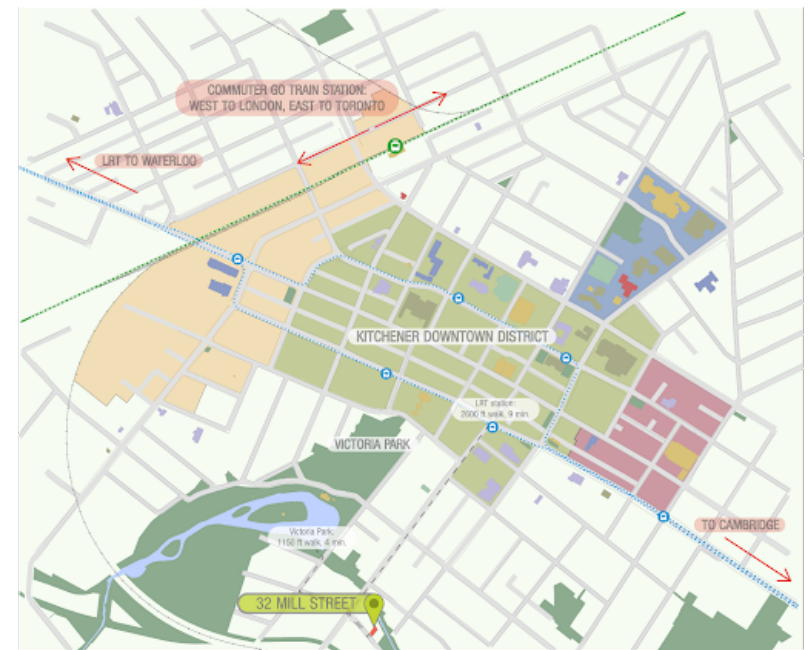 COMMUTER GO TRAIN STATION:
WEST TO LONDON, EAST TO TORONTO
LRT TO WATERLOO
KITCHENER DOWNTOWN DISTRICT
LRT station:
2600 ft walk, 9 min.
VICTORIA PARK
TO CAMBRIDGE
Victoria Park:
1150 ft walk, 4 min.
32 MILL STREET